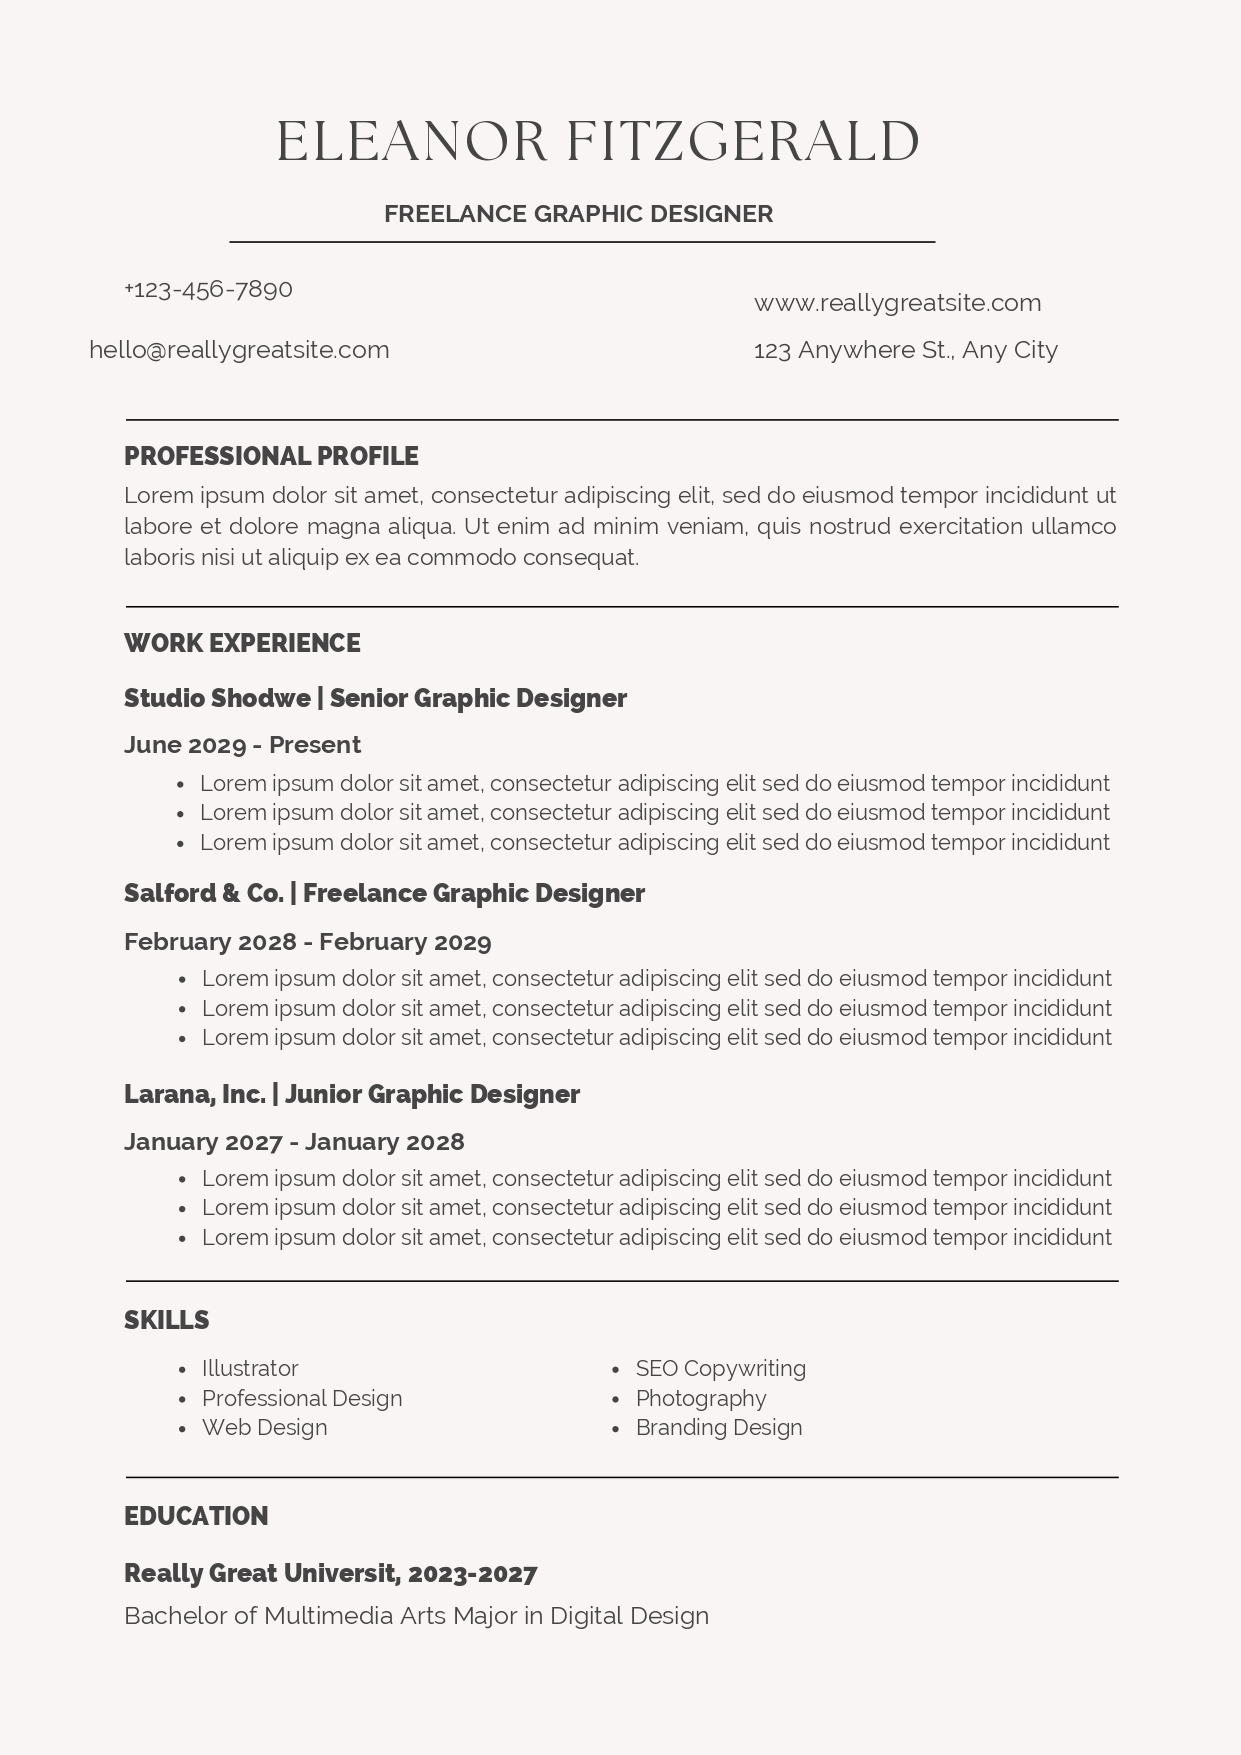 ELEANOR FITZGERALD
FREELANCE GRAPHIC DESIGNER
+123-456-7890
www.reallygreatsite.com
hello@reallygreatsite.com
123 Anywhere St., Any City
PROFESSIONAL PROFILE
Lorem ipsum dolor sit amet, consectetur adipiscing elit, sed do eiusmod tempor incididunt ut
labore et dolore magna aliqua. Ut enim ad minim veniam, quis nostrud exercitation ullamco
laboris nisi ut aliquip ex ea commodo consequat.
WORK EXPERIENCE
Studio Shodwe | Senior Graphic Designer
June 2029 - Present
• Lorem ipsum dolor sit amet, consectetur adipiscing elit sed do eiusmod tempor incididunt
• Lorem ipsum dolor sit amet, consectetur adipiscing elit sed do eiusmod tempor incididunt
• Lorem ipsum dolor sit amet, consectetur adipiscing elit sed do eiusmod tempor incididunt
Salford & Co. | Freelance Graphic Designer
February 2028 - February 2029
• Lorem ipsum dolor sit amet, consectetur adipiscing elit sed do eiusmod tempor incididunt
• Lorem ipsum dolor sit amet, consectetur adipiscing elit sed do eiusmod tempor incididunt
• Lorem ipsum dolor sit amet, consectetur adipiscing elit sed do eiusmod tempor incididunt
Larana, Inc. | Junior Graphic Designer
January 2027 - January 2028
• Lorem ipsum dolor sit amet, consectetur adipiscing elit sed do eiusmod tempor incididunt
• Lorem ipsum dolor sit amet, consectetur adipiscing elit sed do eiusmod tempor incididunt
• Lorem ipsum dolor sit amet, consectetur adipiscing elit sed do eiusmod tempor incididunt
SKILLS
• Illustrator
• Professional Design
• Web Design
• SEO Copywriting
• Photography
• Branding Design
EDUCATION
Really Great Universit, 2023-2027
Bachelor of Multimedia Arts Major in Digital Design